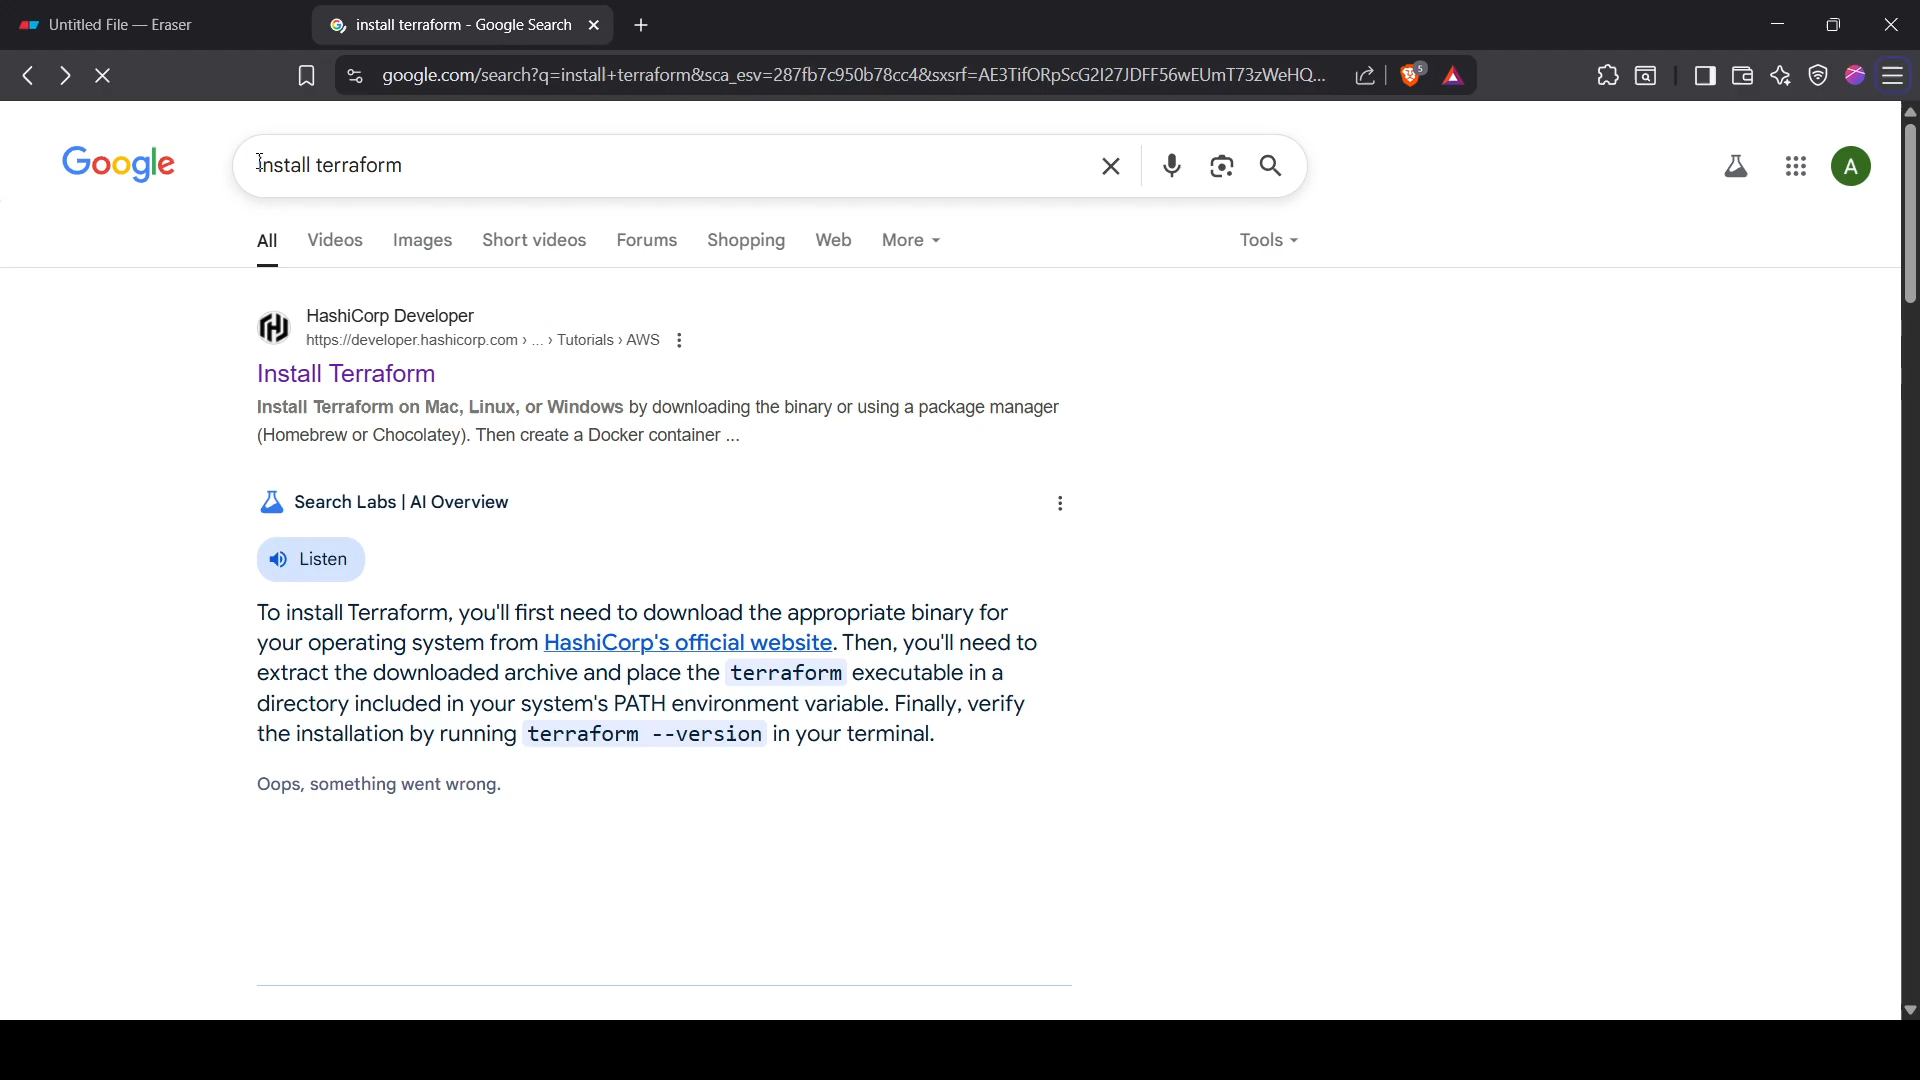 Untitled File — Eraser
install terraform - Google Search
google.com/search?q=install+terraform&sca_esv=287fb7c950b78cc4&sxsrf=AE3TifORpScG2I27JDFF56wEUmT73zWeHQ...
5
Google
install terraform
A
All
Videos
Images
Short videos
Forums
Shopping
Web
More
Tools
HashiCorp Developer
https://developer.hashicorp.com › ... › Tutorials › AWS
Install Terraform
Install Terraform on Mac, Linux, or Windows by downloading the binary or using a package manager
(Homebrew or Chocolatey). Then create a Docker container ...
Search Labs | AI Overview
Listen
To install Terraform, you'll first need to download the appropriate binary for
your operating system from HashiCorp's official website. Then, you'll need to
extract the downloaded archive and place the terraform executable in a
directory included in your system's PATH environment variable. Finally, verify
the installation by running terraform --version in your terminal.
Oops, something went wrong.